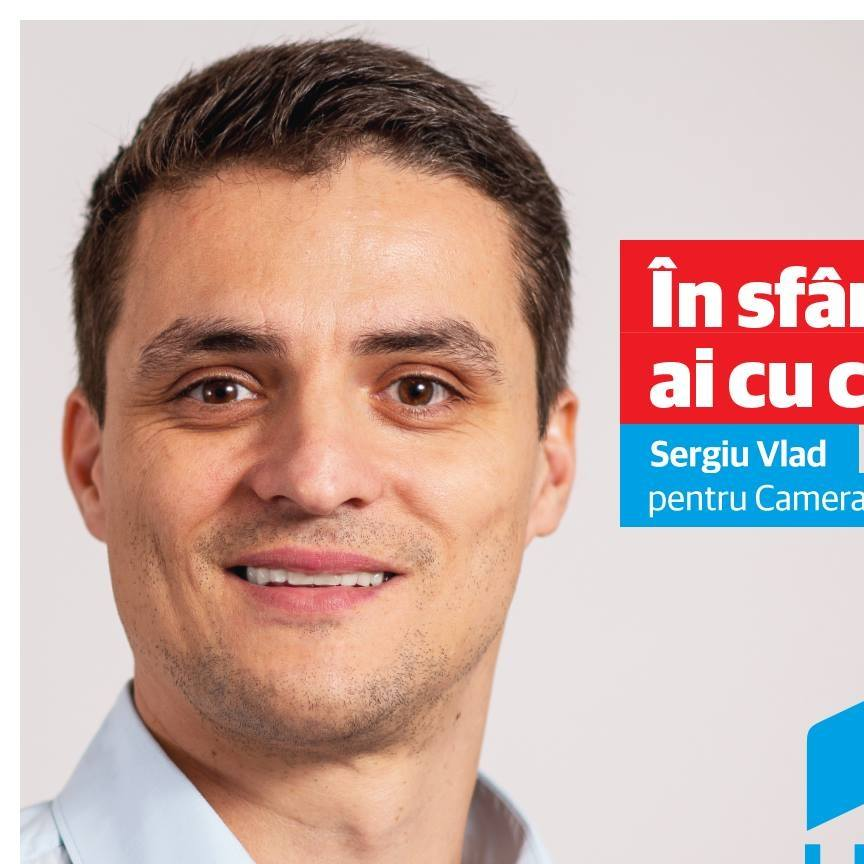 În sfâr
ai cu c
Sergiu Vlad
pentru Camera